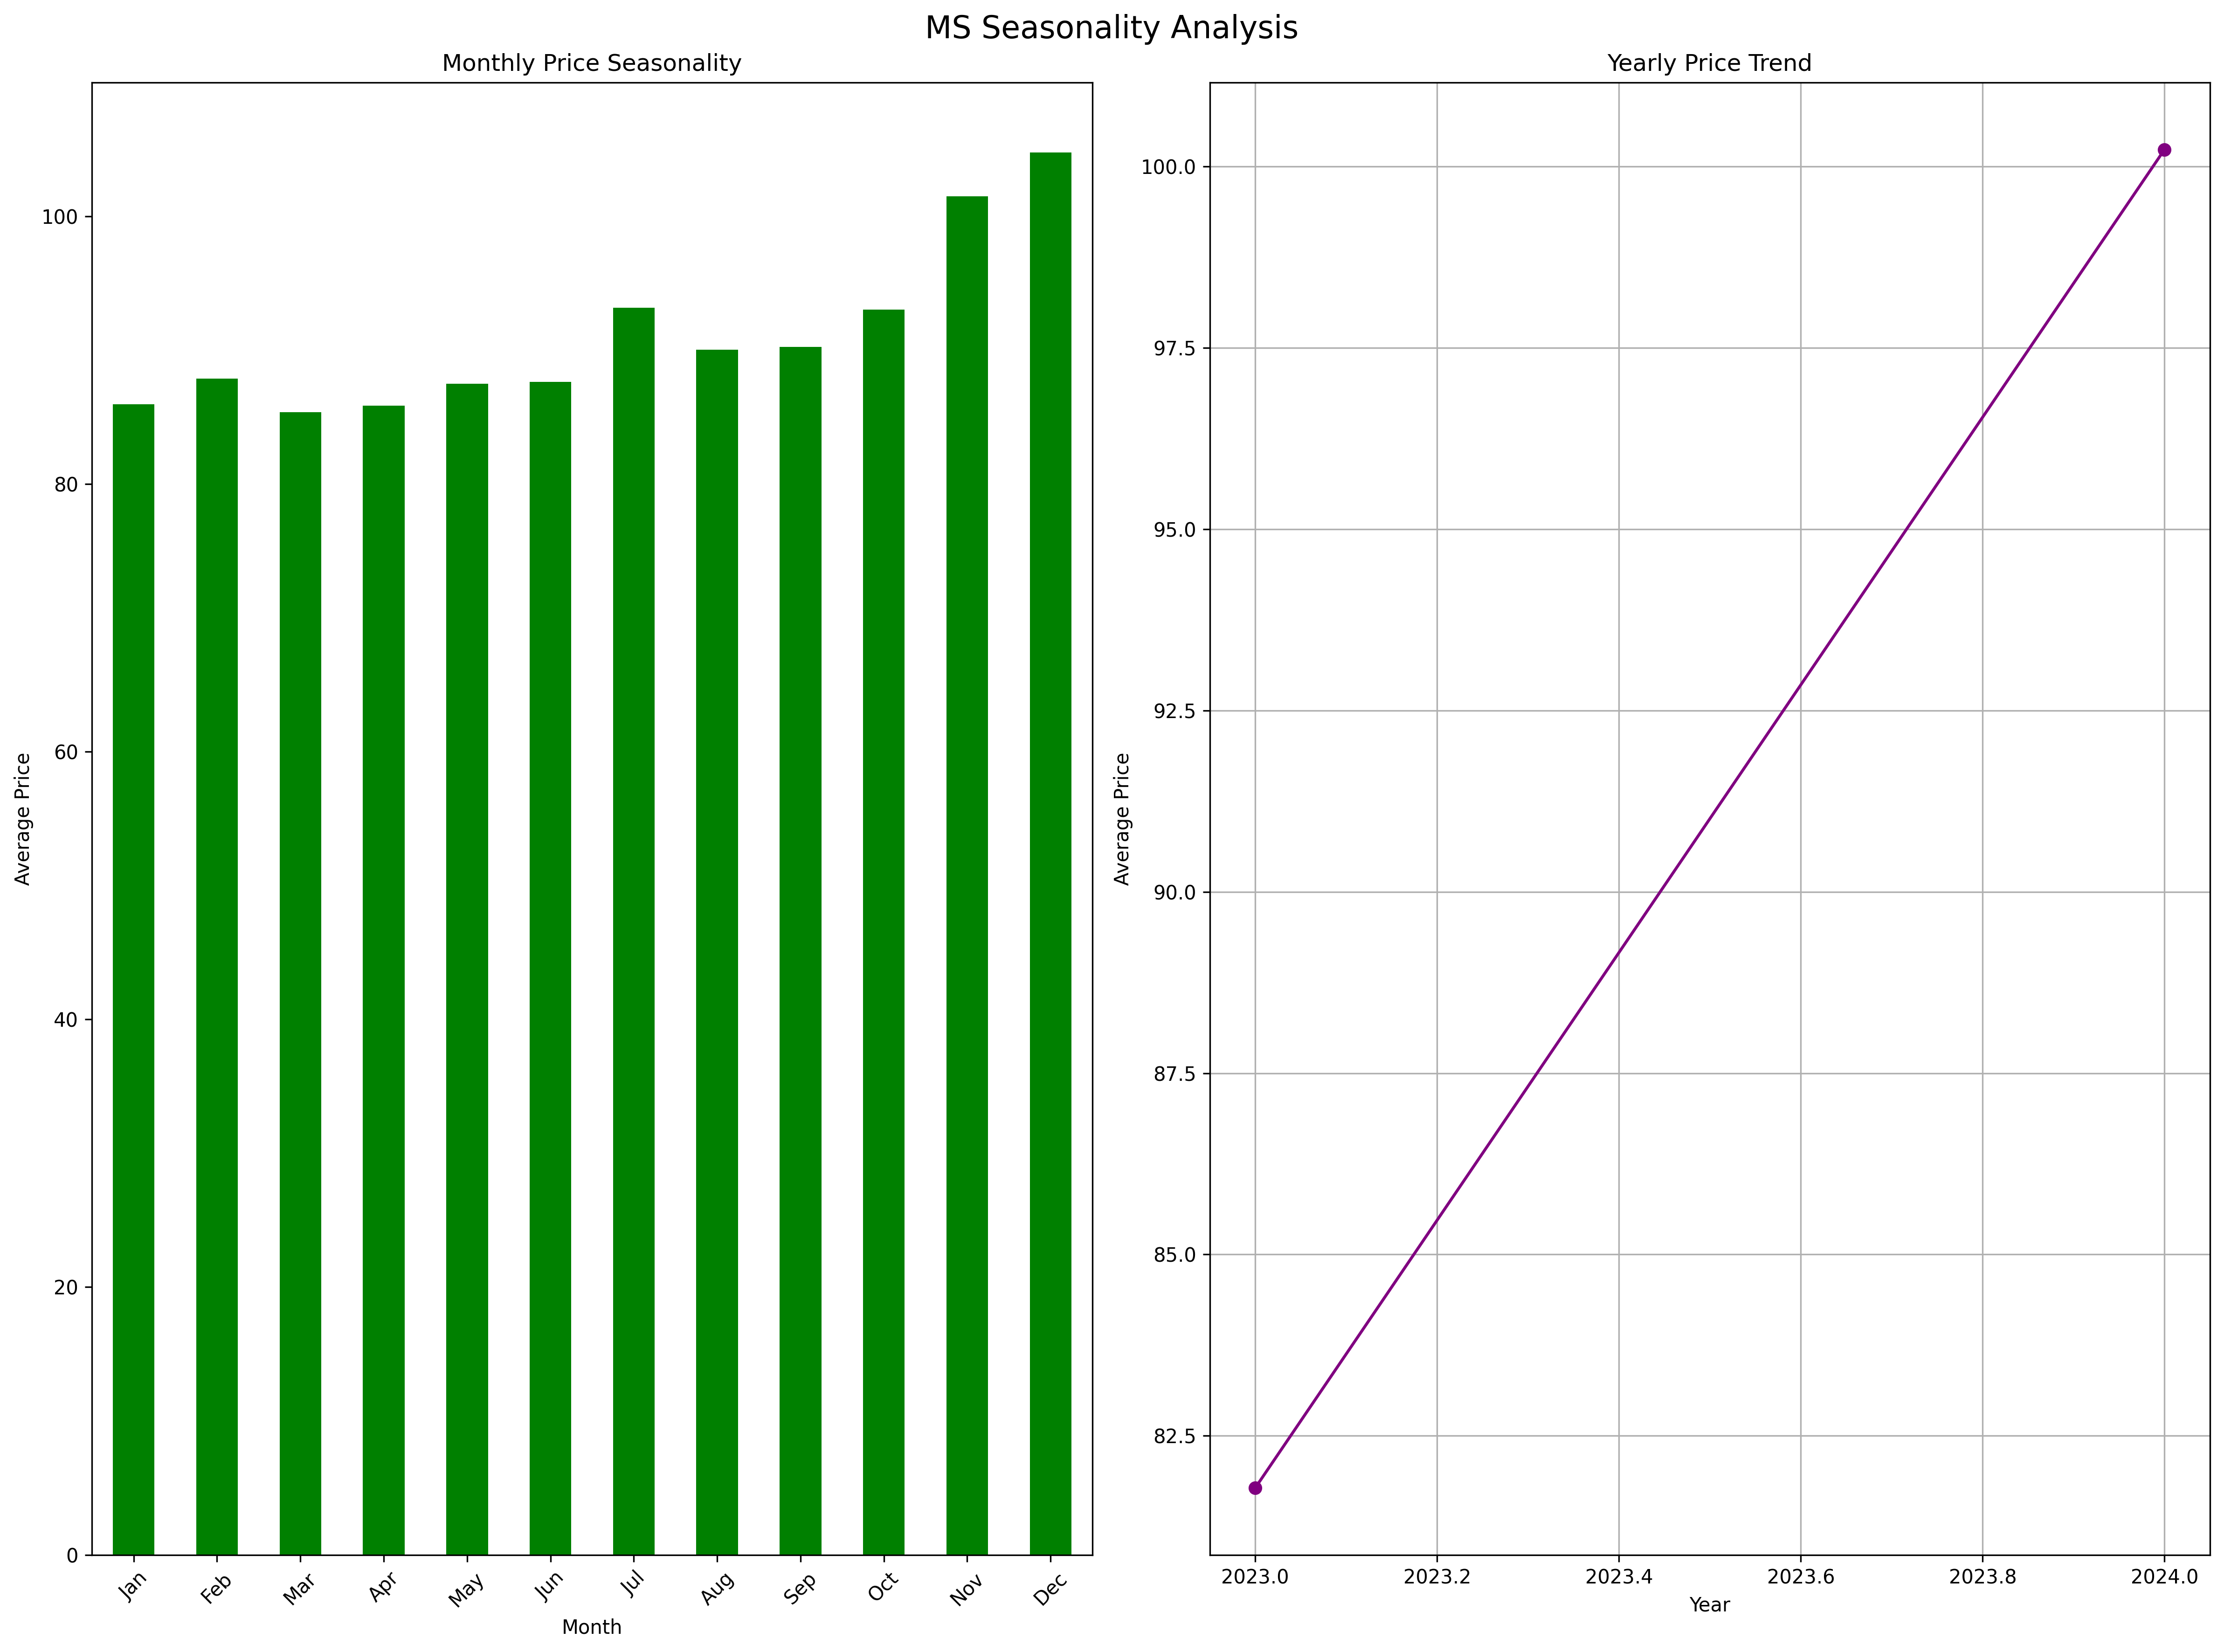 MS Seasonality Analysis
Monthly Price Seasonality
Average Price
100
80
60
40
20
0
Jan Feb Mar Apr May Jun Jul Aug Sep Oct Nov Dec
Month
Yearly Price Trend
Average Price
100.0
97.5
95.0
92.5
90.0
87.5
85.0
82.5
2023.0 2023.2 2023.4 2023.6 2023.8 2024.0
Year